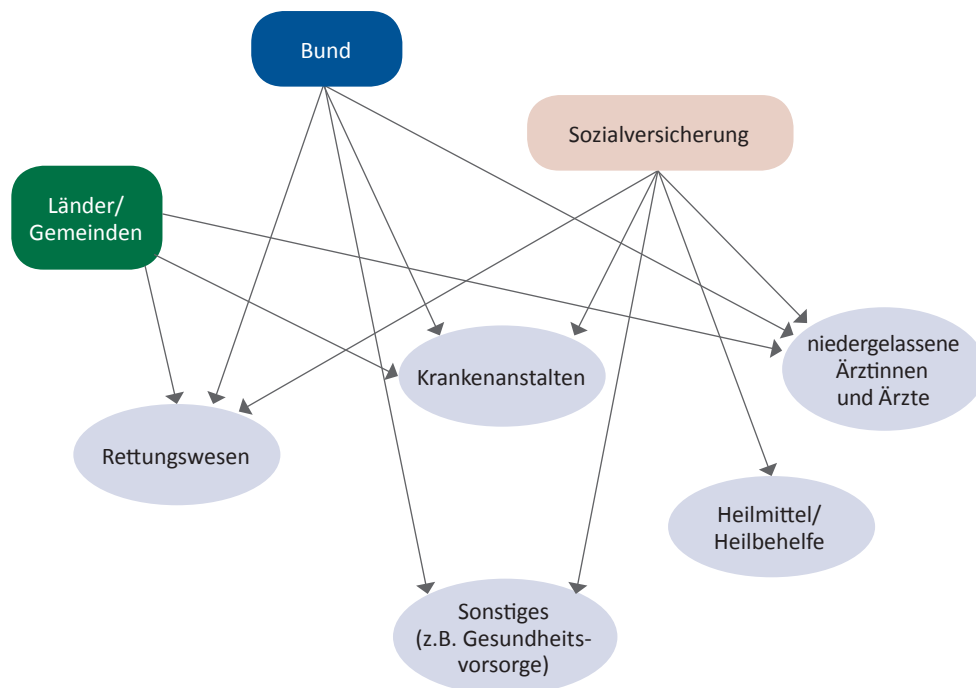 Bund
Sozialversicherung
Länder/
Gemeinden
Krankenanstalten
niedergelassene
Ärztinnen
und Ärzte
Rettungswesen
Heilmittel/
Heilbehelfe
Sonstiges
(z.B. Gesundheits-
vorsorge)